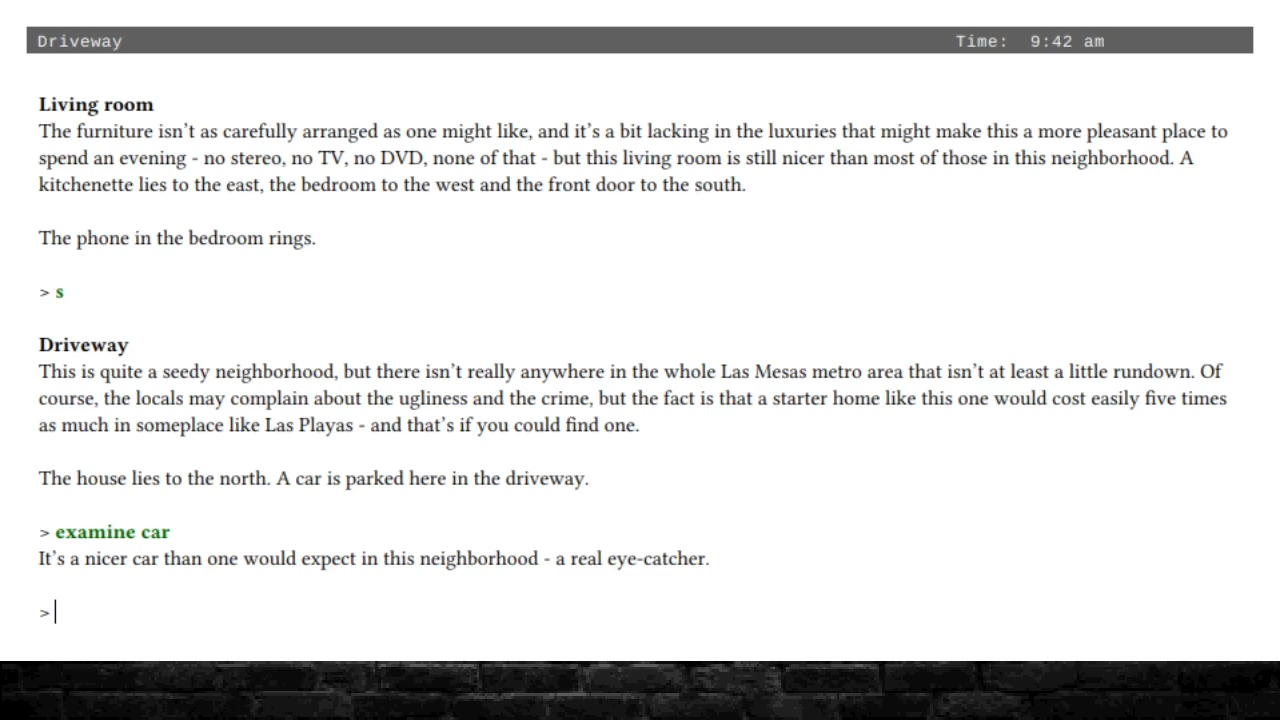 Driveway Time: 9:42 am
Living room
The furniture isn't as carefully arranged as one might like, and it's a bit lacking in the luxuries that might make this a more pleasant place to
spend an evening - no stereo, no TV, no DVD, none of that - but this living room is still nicer than most of those in this neighborhood. A
kitchenette lies to the east, the bedroom to the west and the front door to the south.
The phone in the bedroom rings.
> s
Driveway
This is quite a seedy neighborhood, but there isn't really anywhere in the whole Las Mesas metro area that isn't at least a little rundown. Of
course, the locals may complain about the ugliness and the crime, but the fact is that a starter home like this one would cost easily five times
as much in someplace like Las Playas - and that's if you could find one.
The house lies to the north. A car is parked here in the driveway.
> examine car
It's a nicer car than one would expect in this neighborhood - a real eye-catcher.
>